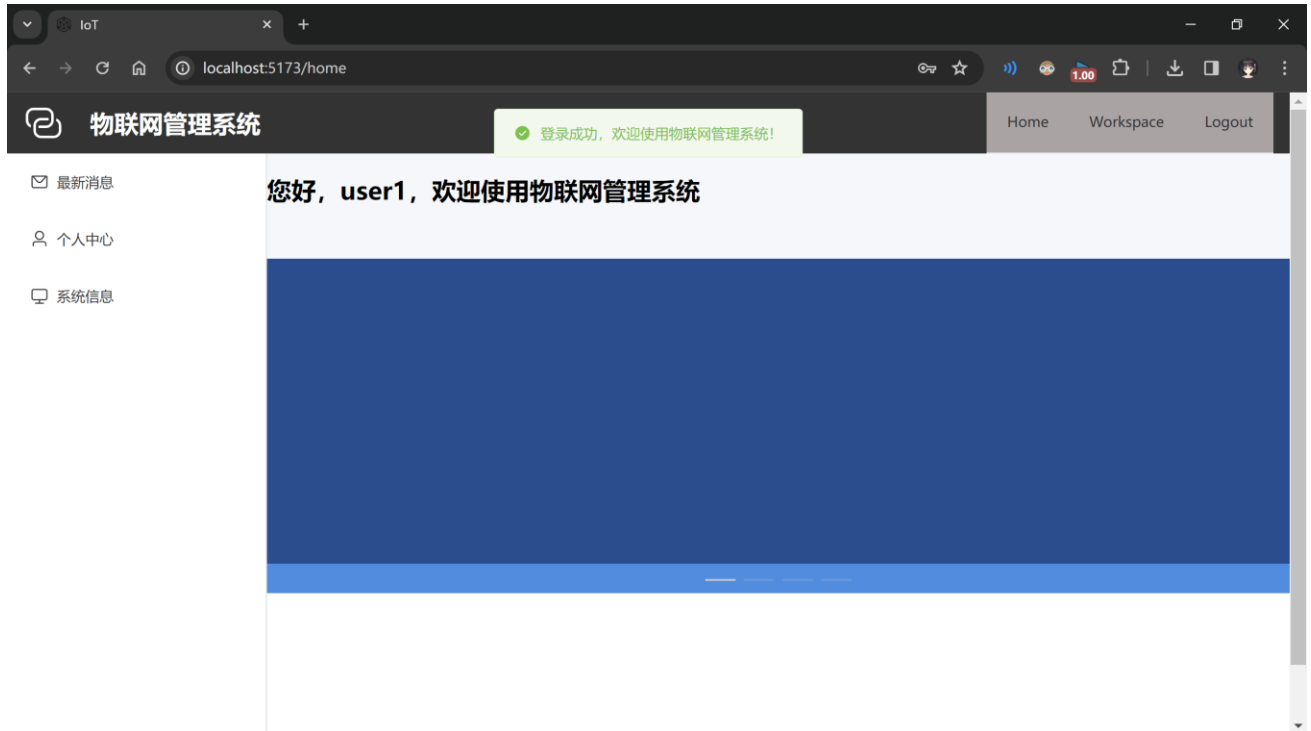 IoT
localhost:5173/home
1.00
物联网管理系统
登录成功，欢迎使用物联网管理系统！
Home Workspace Logout
最新消息
您好，user1，欢迎使用物联网管理系统
个人中心
系统信息